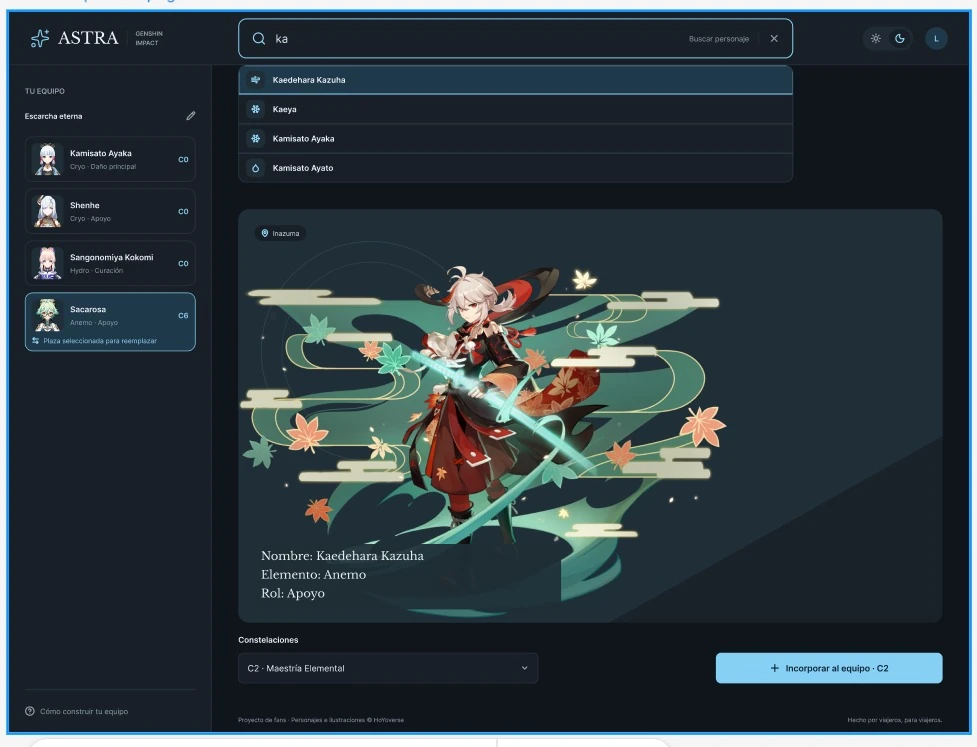 ASTRA
GENSHIN
IMPACT
ka
Buscar personaje
L
TU EQUIPO
Escarcha eterna
Kamisato Ayaka
Cryo · Daño principal
C0
Shenhe
Cryo · Apoyo
C0
Sangonomiya Kokomi
Hydro · Curación
C0
Sacarosa
Anemo · Apoyo
C6
Plaza seleccionada para reemplazar
Cómo construir tu equipo
Kaedehara Kazuha
Kaeya
Kamisato Ayaka
Kamisato Ayato
Inazuma
Nombre: Kaedehara Kazuha
Elemento: Anemo
Rol: Apoyo
Constelaciones
C2 · Maestría Elemental
Incorporar al equipo · C2
Proyecto de fans · Personajes e ilustraciones © HoYoverse
Hecho por viajeros, para viajeros.